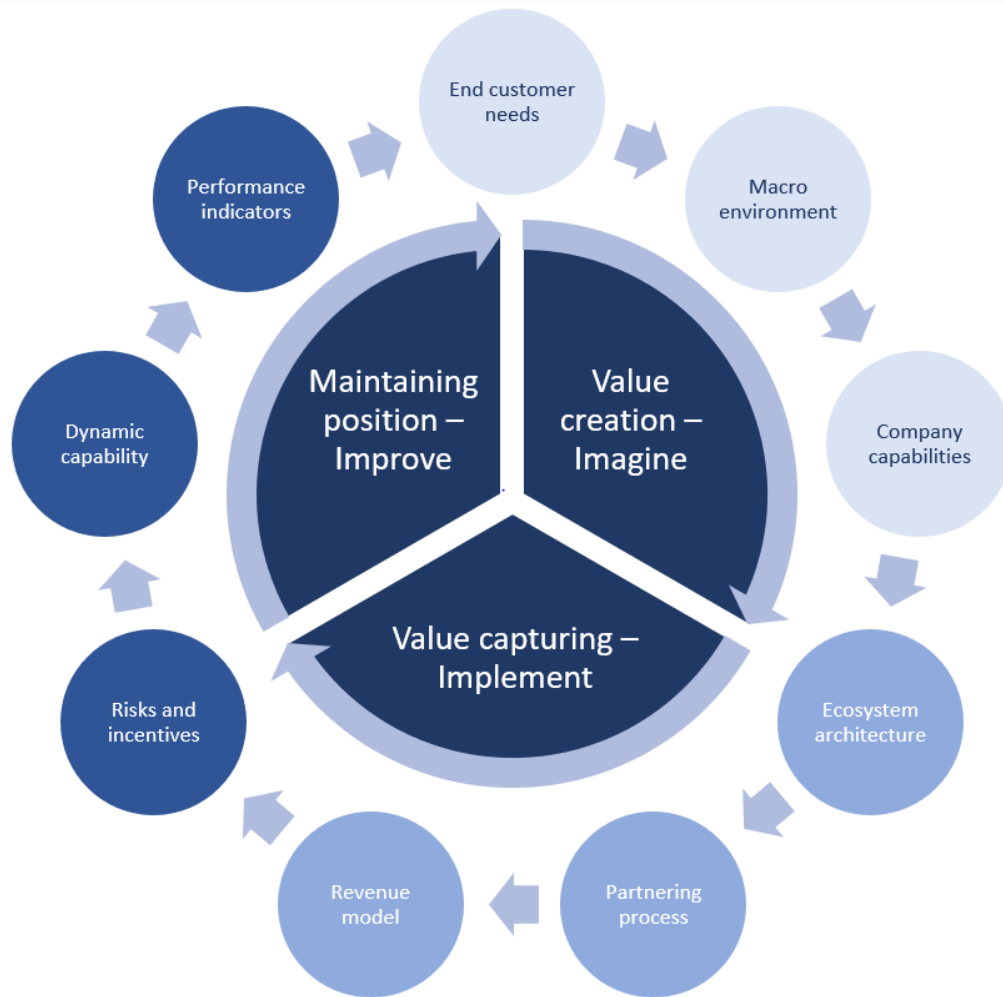 End customer
needs
Macro
environment
Company
capabilities
Ecosystem
architecture
Partnering
process
Revenue
model
Risks and
incentives
Dynamic
capability
Performance
indicators
Maintaining
position –
Improve
Value
creation –
Imagine
Value capturing –
Implement